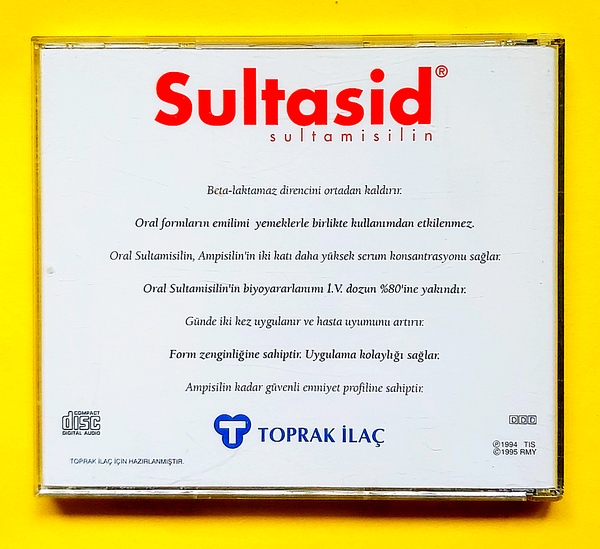 Sultasid®
sultamisilin
Beta-laktamaz direncini ortadan kaldırır.
Oral formların emilimi yemeklerle birlikte kullanımdan etkilenmez.
Oral Sultamisilin, Ampisilin'in iki katı daha yüksek serum konsantrasyonu sağlar.
Oral Sultamisilin'in biyoyararlanımı I.V. dozun %80'ine yakındır.
Günde iki kez uygulanır ve hasta uyumunu artırır.
Form zenginliğine sahiptir. Uygulama kolaylığı sağlar.
Ampisilin kadar güvenli emniyet profiline sahiptir.
COMPACT
disc
DIGITAL AUDIO
DDD
TOPRAK İLAÇ
℗1994 TIS
©1995 RMY
TOPRAK İLAÇ İÇİN HAZIRLANMIŞTIR.